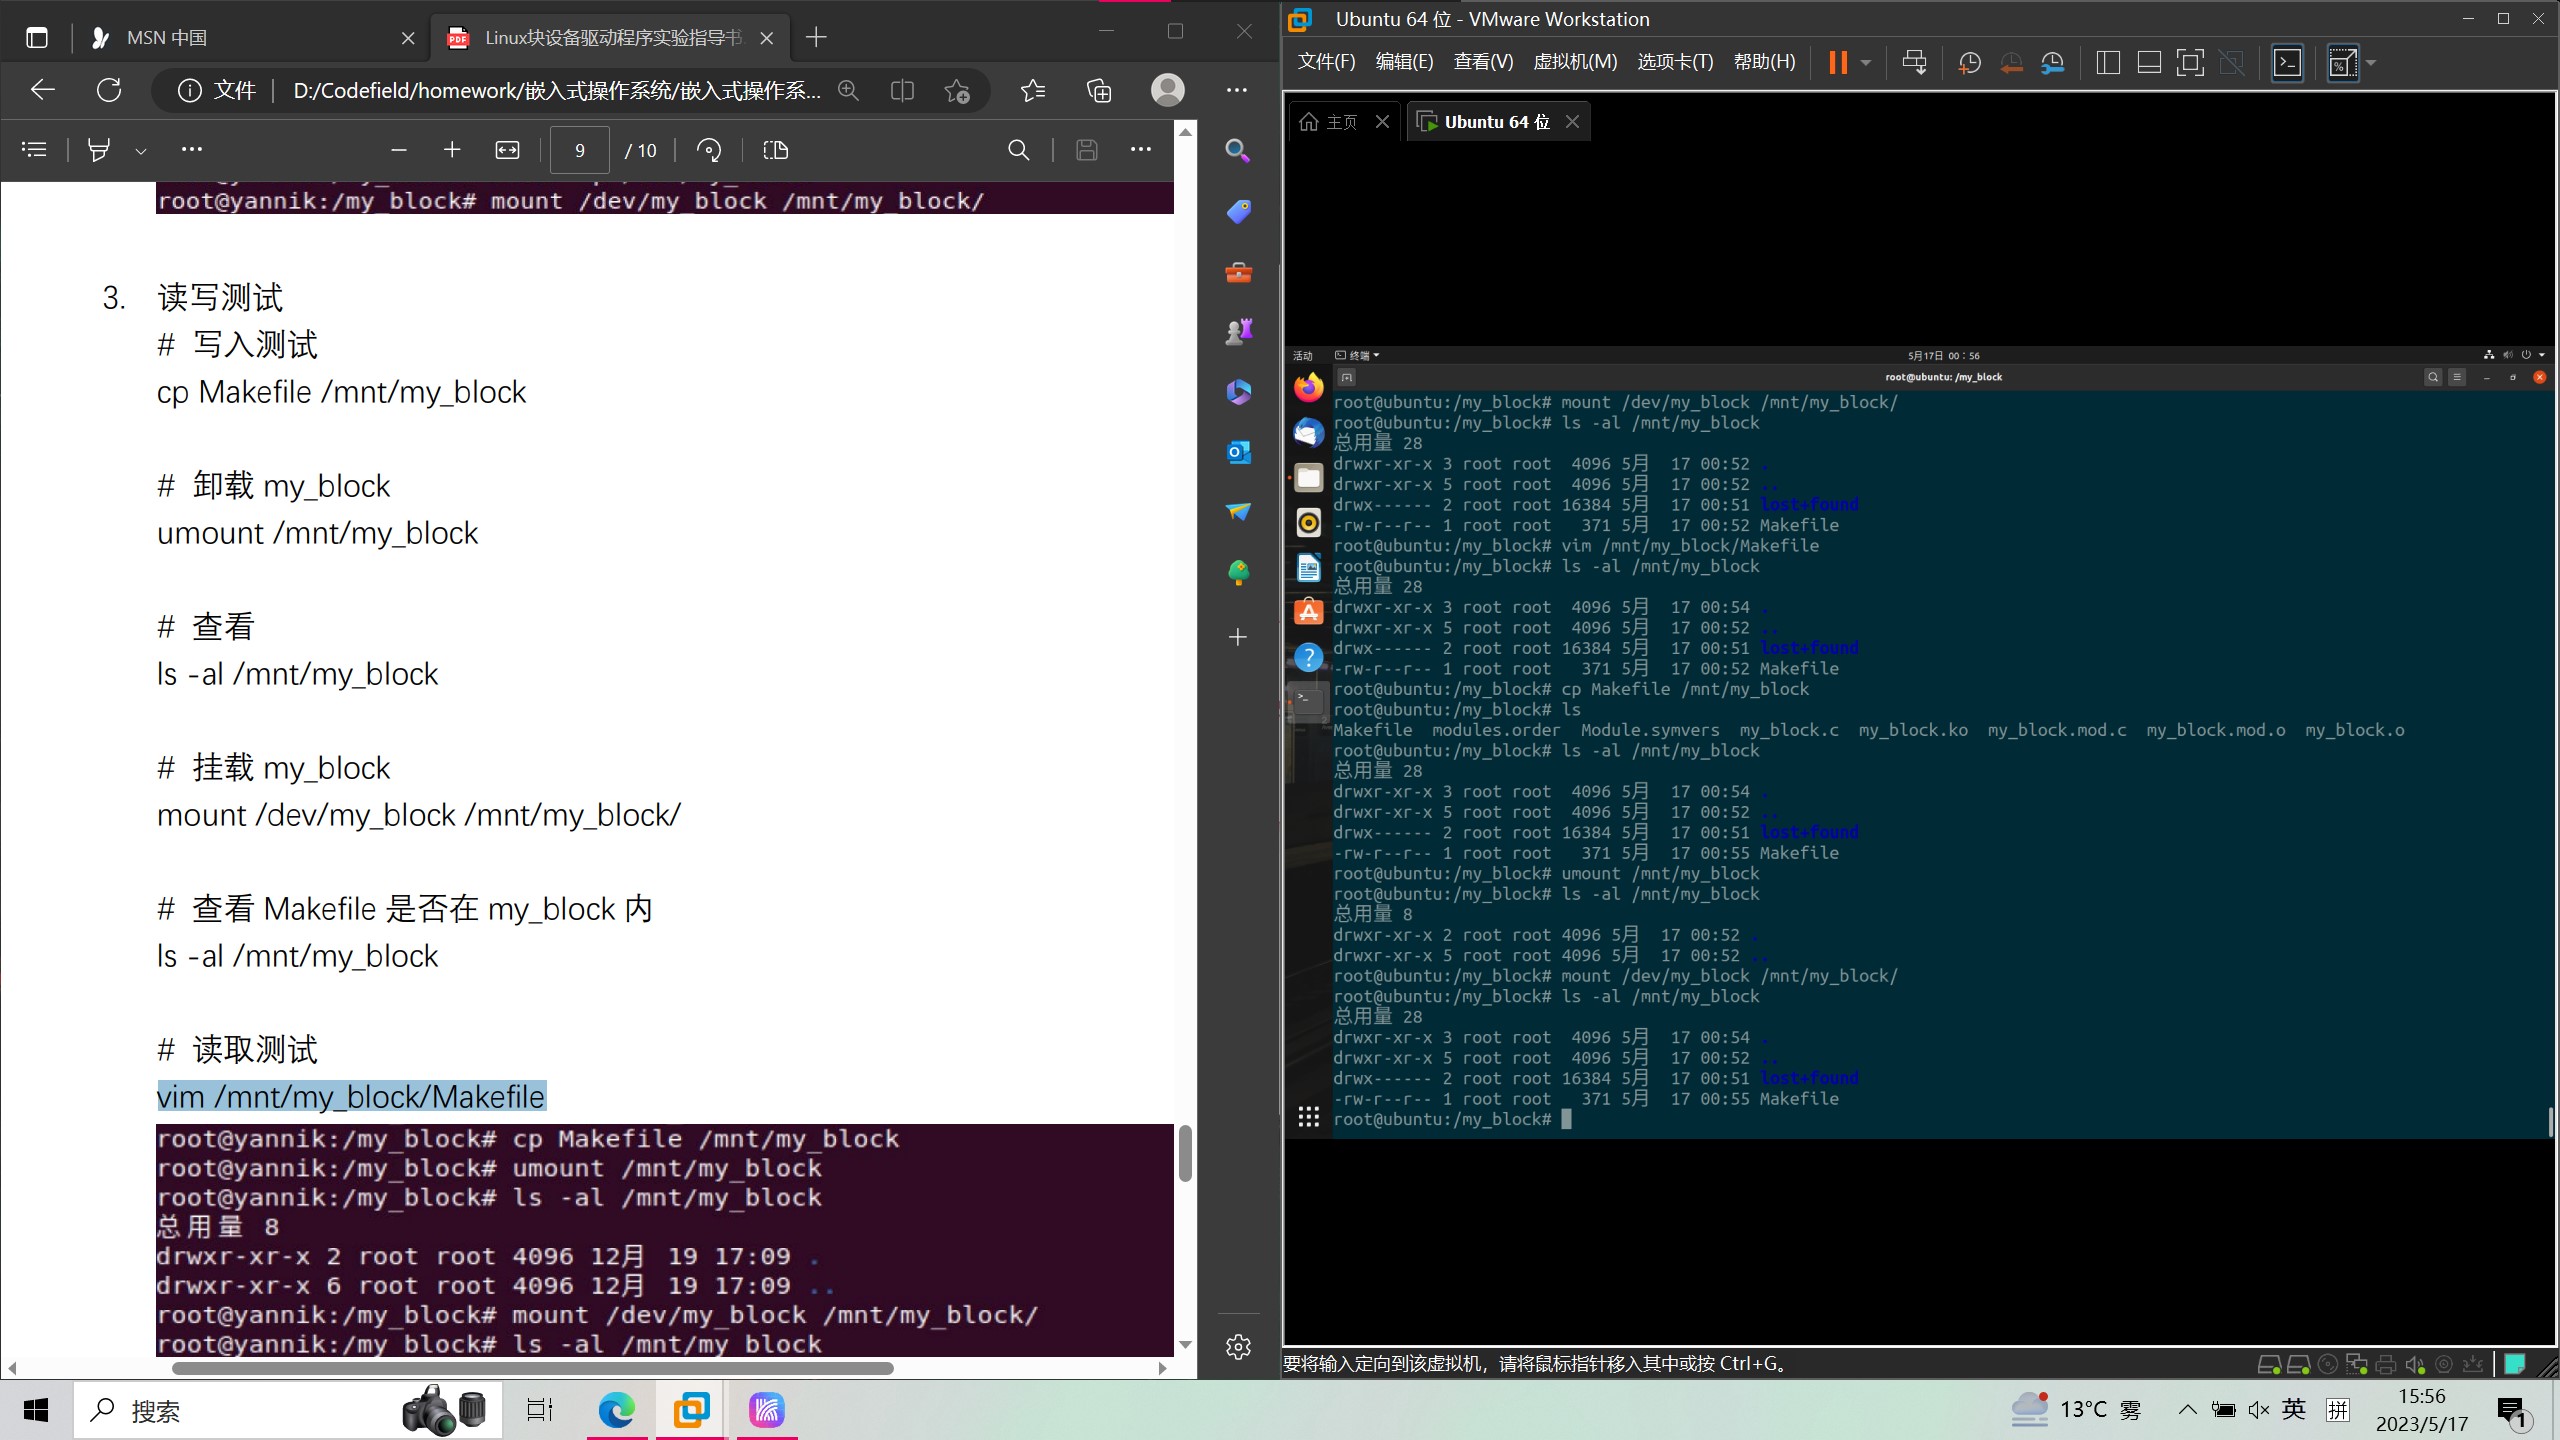 MSN 中国
Linux块设备驱动程序实验指导书
文件
D:/Codefield/homework/嵌入式操作系统/嵌入式操作系...
9 / 10
root@yannik:/my_block# mount /dev/my_block /mnt/my_block/
3. 读写测试
# 写入测试
cp Makefile /mnt/my_block
# 卸载 my_block
umount /mnt/my_block
# 查看
ls -al /mnt/my_block
# 挂载 my_block
mount /dev/my_block /mnt/my_block/
# 查看 Makefile 是否在 my_block 内
ls -al /mnt/my_block
# 读取测试
vim /mnt/my_block/Makefile
root@yannik:/my_block# cp Makefile /mnt/my_block
root@yannik:/my_block# umount /mnt/my_block
root@yannik:/my_block# ls -al /mnt/my_block
总用量 8
drwxr-xr-x 2 root root 4096 12月 19 17:09 .
drwxr-xr-x 6 root root 4096 12月 19 17:09 ..
root@yannik:/my_block# mount /dev/my_block /mnt/my_block/
root@yannik:/my_block# ls -al /mnt/my_block
Ubuntu 64 位 - VMware Workstation
文件(F) 编辑(E) 查看(V) 虚拟机(M) 选项卡(T) 帮助(H)
主页
Ubuntu 64 位
活动 终端 5月17日 00：56
root@ubuntu: /my_block
root@ubuntu:/my_block# mount /dev/my_block /mnt/my_block/
root@ubuntu:/my_block# ls -al /mnt/my_block
总用量 28
drwxr-xr-x 3 root root  4096 5月  17 00:52 .
drwxr-xr-x 5 root root  4096 5月  17 00:52 ..
drwx------ 2 root root 16384 5月  17 00:51 lost+found
-rw-r--r-- 1 root root   371 5月  17 00:52 Makefile
root@ubuntu:/my_block# vim /mnt/my_block/Makefile
root@ubuntu:/my_block# ls -al /mnt/my_block
总用量 28
drwxr-xr-x 3 root root  4096 5月  17 00:54 .
drwxr-xr-x 5 root root  4096 5月  17 00:52 ..
drwx------ 2 root root 16384 5月  17 00:51 lost+found
-rw-r--r-- 1 root root   371 5月  17 00:52 Makefile
root@ubuntu:/my_block# cp Makefile /mnt/my_block
root@ubuntu:/my_block# ls
Makefile  modules.order  Module.symvers  my_block.c  my_block.ko  my_block.mod.c  my_block.mod.o  my_block.o
root@ubuntu:/my_block# ls -al /mnt/my_block
总用量 28
drwxr-xr-x 3 root root  4096 5月  17 00:54 .
drwxr-xr-x 5 root root  4096 5月  17 00:52 ..
drwx------ 2 root root 16384 5月  17 00:51 lost+found
-rw-r--r-- 1 root root   371 5月  17 00:55 Makefile
root@ubuntu:/my_block# umount /mnt/my_block
root@ubuntu:/my_block# ls -al /mnt/my_block
总用量 8
drwxr-xr-x 2 root root 4096 5月  17 00:52 .
drwxr-xr-x 5 root root 4096 5月  17 00:52 ..
root@ubuntu:/my_block# mount /dev/my_block /mnt/my_block/
root@ubuntu:/my_block# ls -al /mnt/my_block
总用量 28
drwxr-xr-x 3 root root  4096 5月  17 00:54 .
drwxr-xr-x 5 root root  4096 5月  17 00:52 ..
drwx------ 2 root root 16384 5月  17 00:51 lost+found
-rw-r--r-- 1 root root   371 5月  17 00:55 Makefile
root@ubuntu:/my_block#
要将输入定向到该虚拟机，请将鼠标指针移入其中或按 Ctrl+G。
搜索
13°C 雾
英
拼
15:56
2023/5/17
1